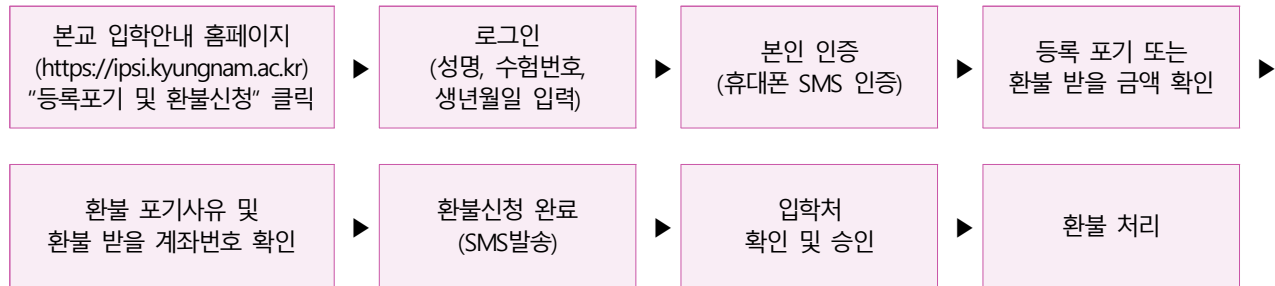 본교 입학안내 홈페이지
(https://ipsi.kyungnam.ac.kr)
"등록포기 및 환불신청" 클릭
▶
로그인
(성명, 수험번호,
생년월일 입력)
▶
본인 인증
(휴대폰 SMS 인증)
▶
등록 포기 또는
환불 받을 금액 확인
▶
환불 포기사유 및
환불 받을 계좌번호 확인
▶
환불신청 완료
(SMS발송)
▶
입학처
확인 및 승인
▶
환불 처리